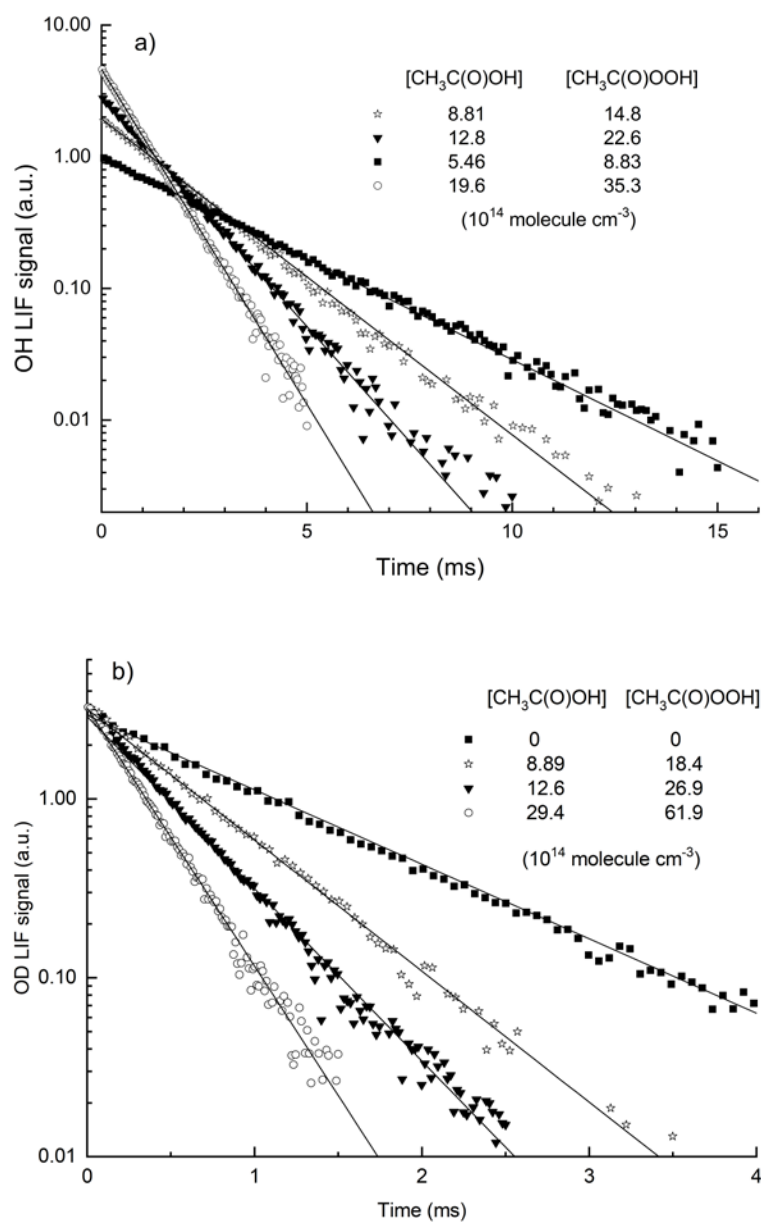 a)
[CH₃C(O)OH] [CH₃C(O)OOH]
☆ 8.81 14.8
▼ 12.8 22.6
■ 5.46 8.83
○ 19.6 35.3
(10¹⁴ molecule cm⁻³)
OH LIF signal (a.u.)
10.00
1.00
0.10
0.01
0 5 10 15
Time (ms)
b)
[CH₃C(O)OH] [CH₃C(O)OOH]
■ 0 0
☆ 8.89 18.4
▼ 12.6 26.9
○ 29.4 61.9
(10¹⁴ molecule cm⁻³)
OD LIF signal (a.u.)
1.00
0.10
0.01
0 1 2 3 4
Time (ms)